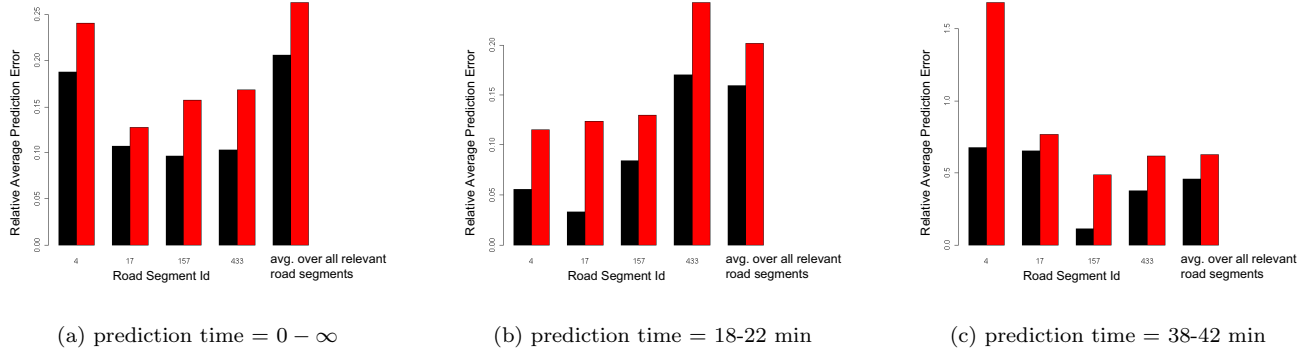 Relative Average Prediction Error
0.25
0.20
0.15
0.10
0.05
0.00
4
17
157
433
avg. over all relevant
road segments
Road Segment Id
(a) prediction time = 0 − ∞
Relative Average Prediction Error
0.20
0.15
0.10
0.05
0.00
4
17
157
433
avg. over all relevant
road segments
Road Segment Id
(b) prediction time = 18-22 min
Relative Average Prediction Error
1.5
1.0
0.5
0.0
4
17
157
433
avg. over all relevant
road segments
Road Segment Id
(c) prediction time = 38-42 min